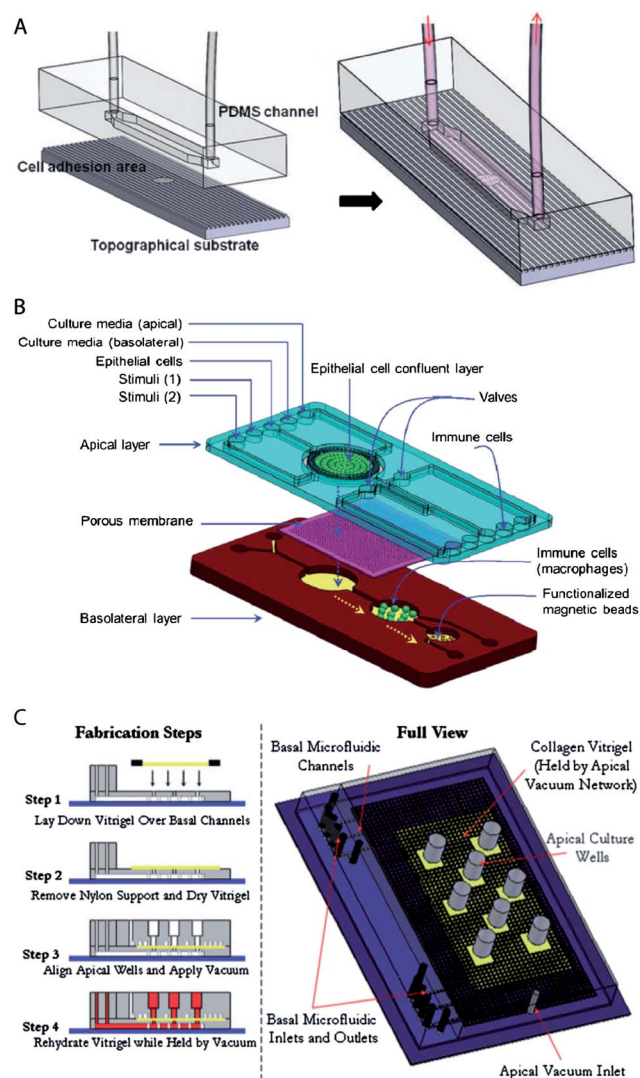 A
PDMS channel
Cell adhesion area
Topographical substrate
B
Culture media (apical)
Culture media (basolateral)
Epithelial cells
Stimuli (1)
Stimuli (2)
Epithelial cell confluent layer
Valves
Immune cells
Apical layer
Porous membrane
Immune cells
(macrophages)
Functionalized
magnetic beads
Basolateral layer
C
Fabrication Steps
Step 1
Lay Down Vitrigel Over Basal Channels
Step 2
Remove Nylon Support and Dry Vitrigel
Step 3
Align Apical Wells and Apply Vacuum
Step 4
Rehydrate Vitrigel while Held by Vacuum
Full View
Basal Microfluidic
Channels
Collagen Vitrigel
(Held by Apical
Vacuum Network)
Apical Culture
Wells
Basal Microfluidic
Inlets and Outlets
Apical Vacuum Inlet